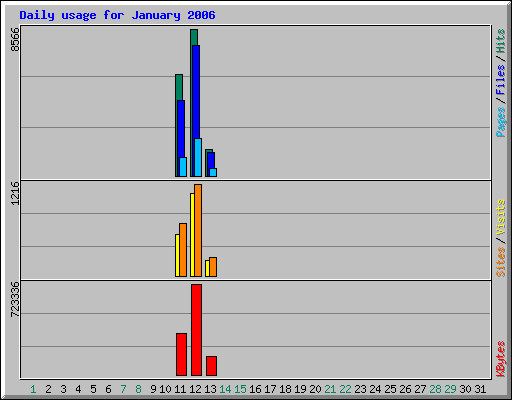 Daily usage for January 2006
8566
1216
723336
Pages / Files / Hits
Sites / Visits
KBytes
1 2 3 4 5 6 7 8 9 10 11 12 13 14 15 16 17 18 19 20 21 22 23 24 25 26 27 28 29 30 31